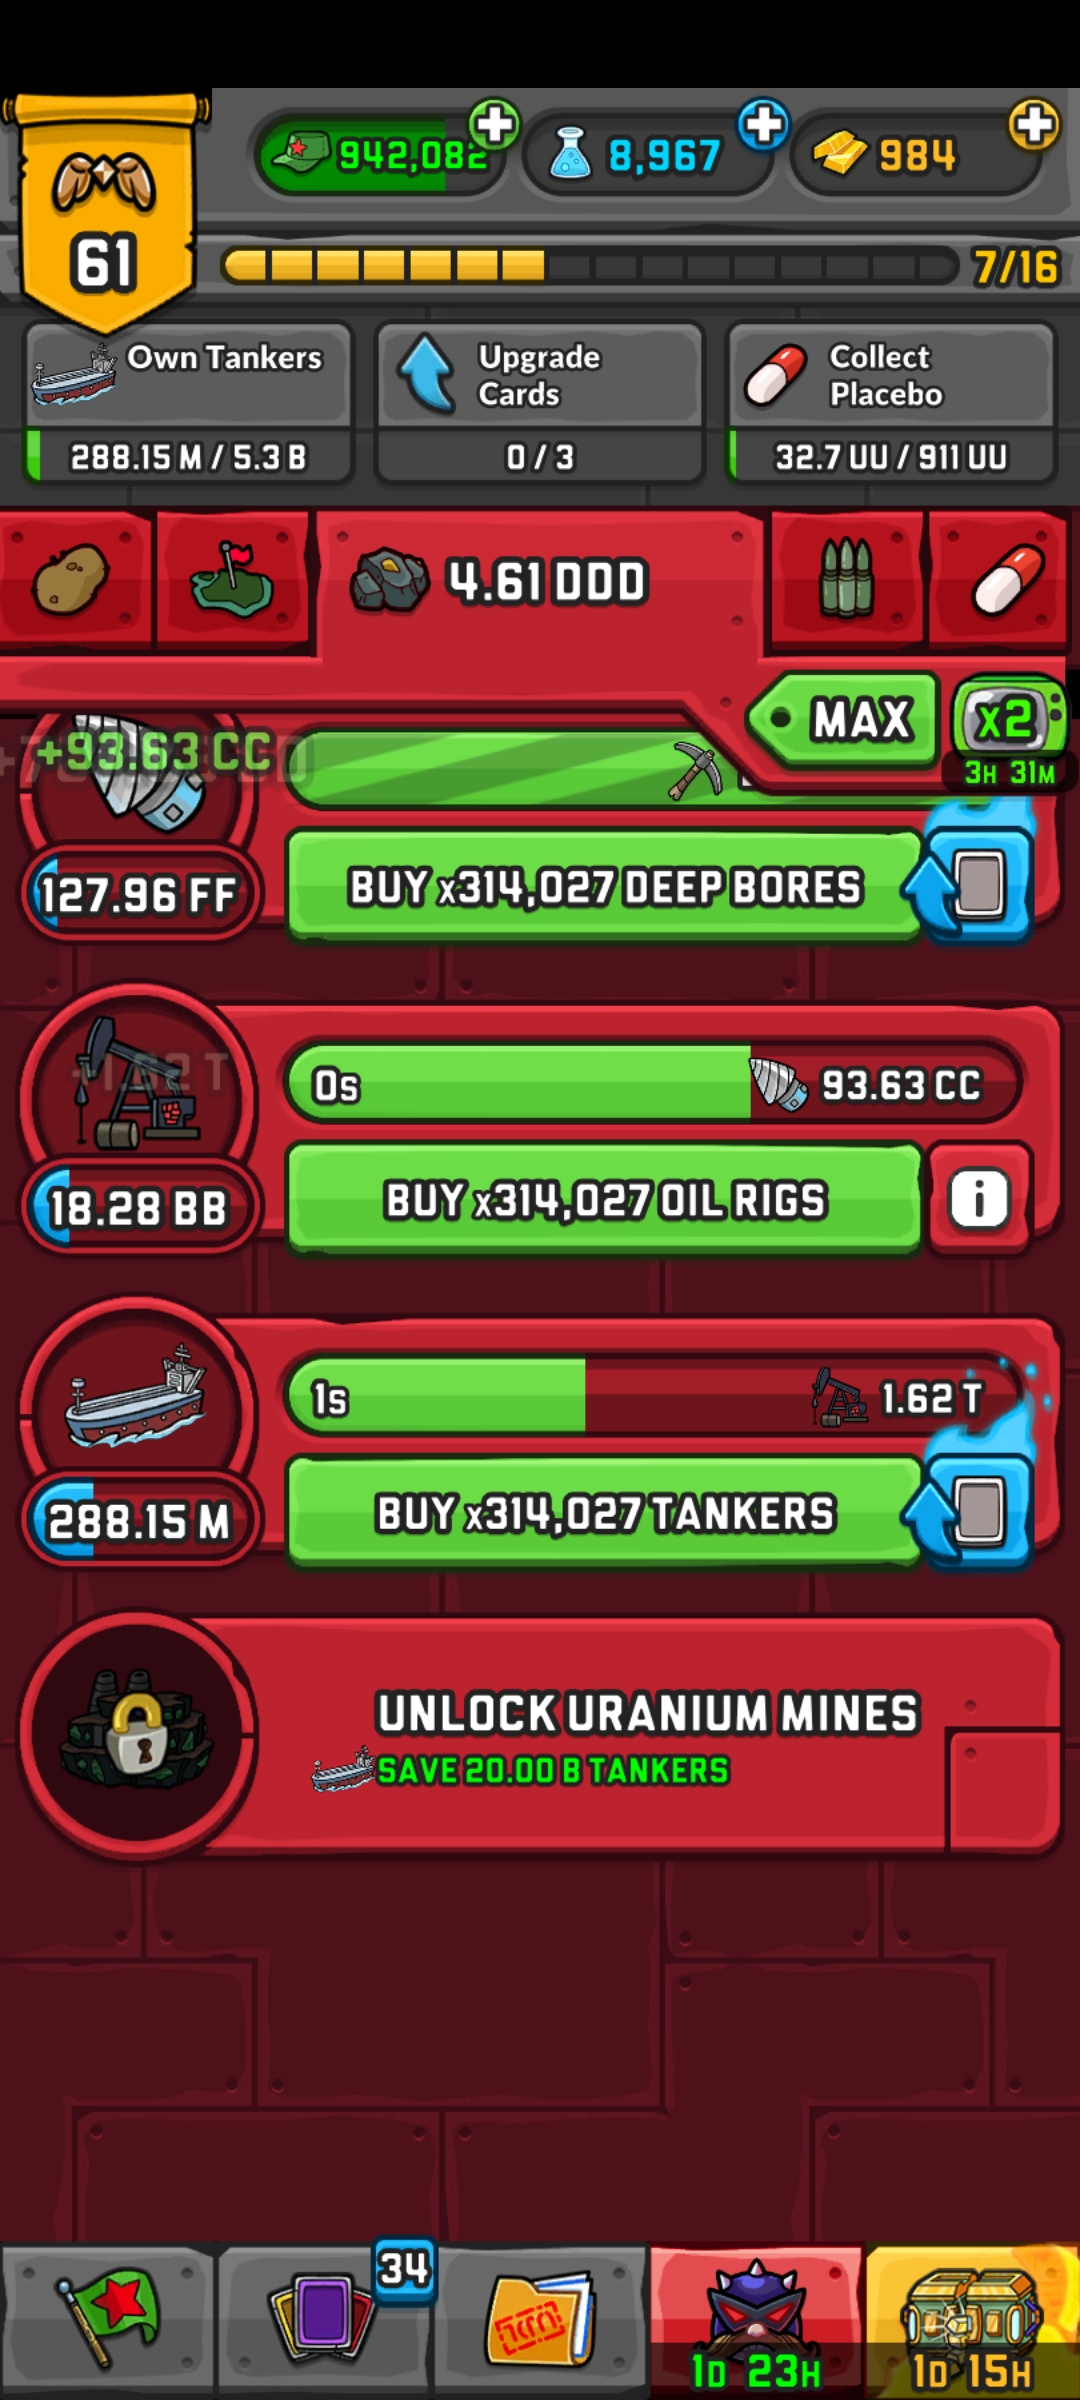 942,082
8,967
984
61
7/16
Own Tankers
288.15 M / 5.3 B
Upgrade
Cards
0 / 3
Collect
Placebo
32.7 UU / 911 UU
4.61 DDD
MAX
x2
3H 31M
+93.63 CC
127.96 FF
BUY x314,027 DEEP BORES
1.62 T
0s
93.63 CC
18.28 BB
BUY x314,027 OIL RIGS
i
1s
1.62 T
288.15 M
BUY x314,027 TANKERS
UNLOCK URANIUM MINES
SAVE 20.00 B TANKERS
34
1D 23H
1D 15H